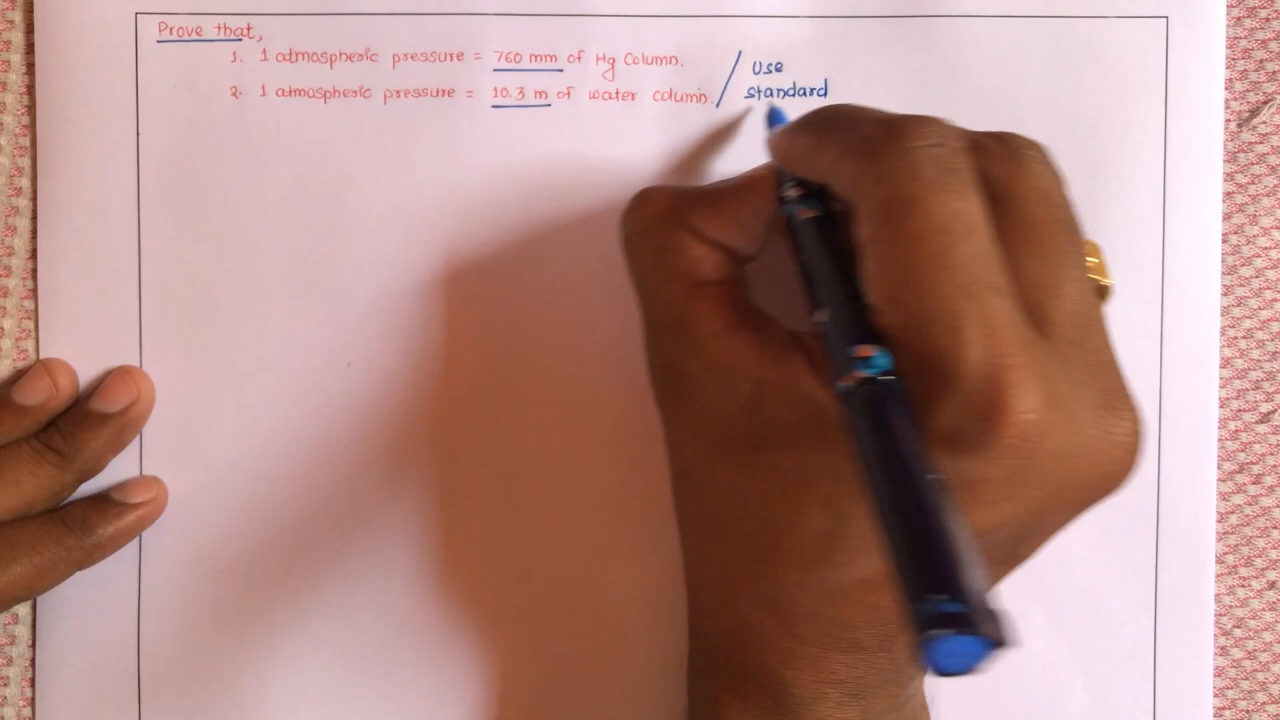 Prove that,
1. 1 atmospheric pressure = 760 mm of Hg Column.
2. 1 atmospheric pressure = 10.3 m of water column. / Use
standard